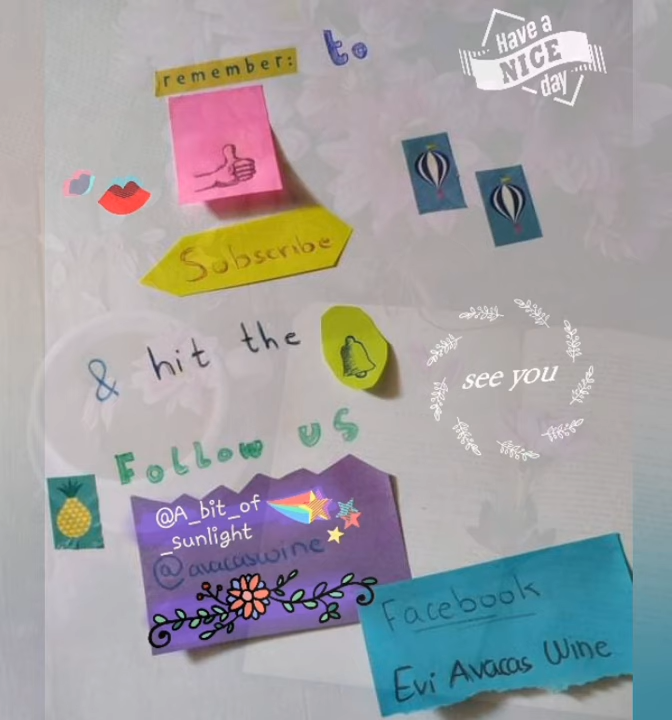 remember: to
Have a
NICE
day
Subscribe
& hit the
see you
Follow us
@A_bit_of
_sunlight
@avacaswine
Facebook
Evi Avacas Wine